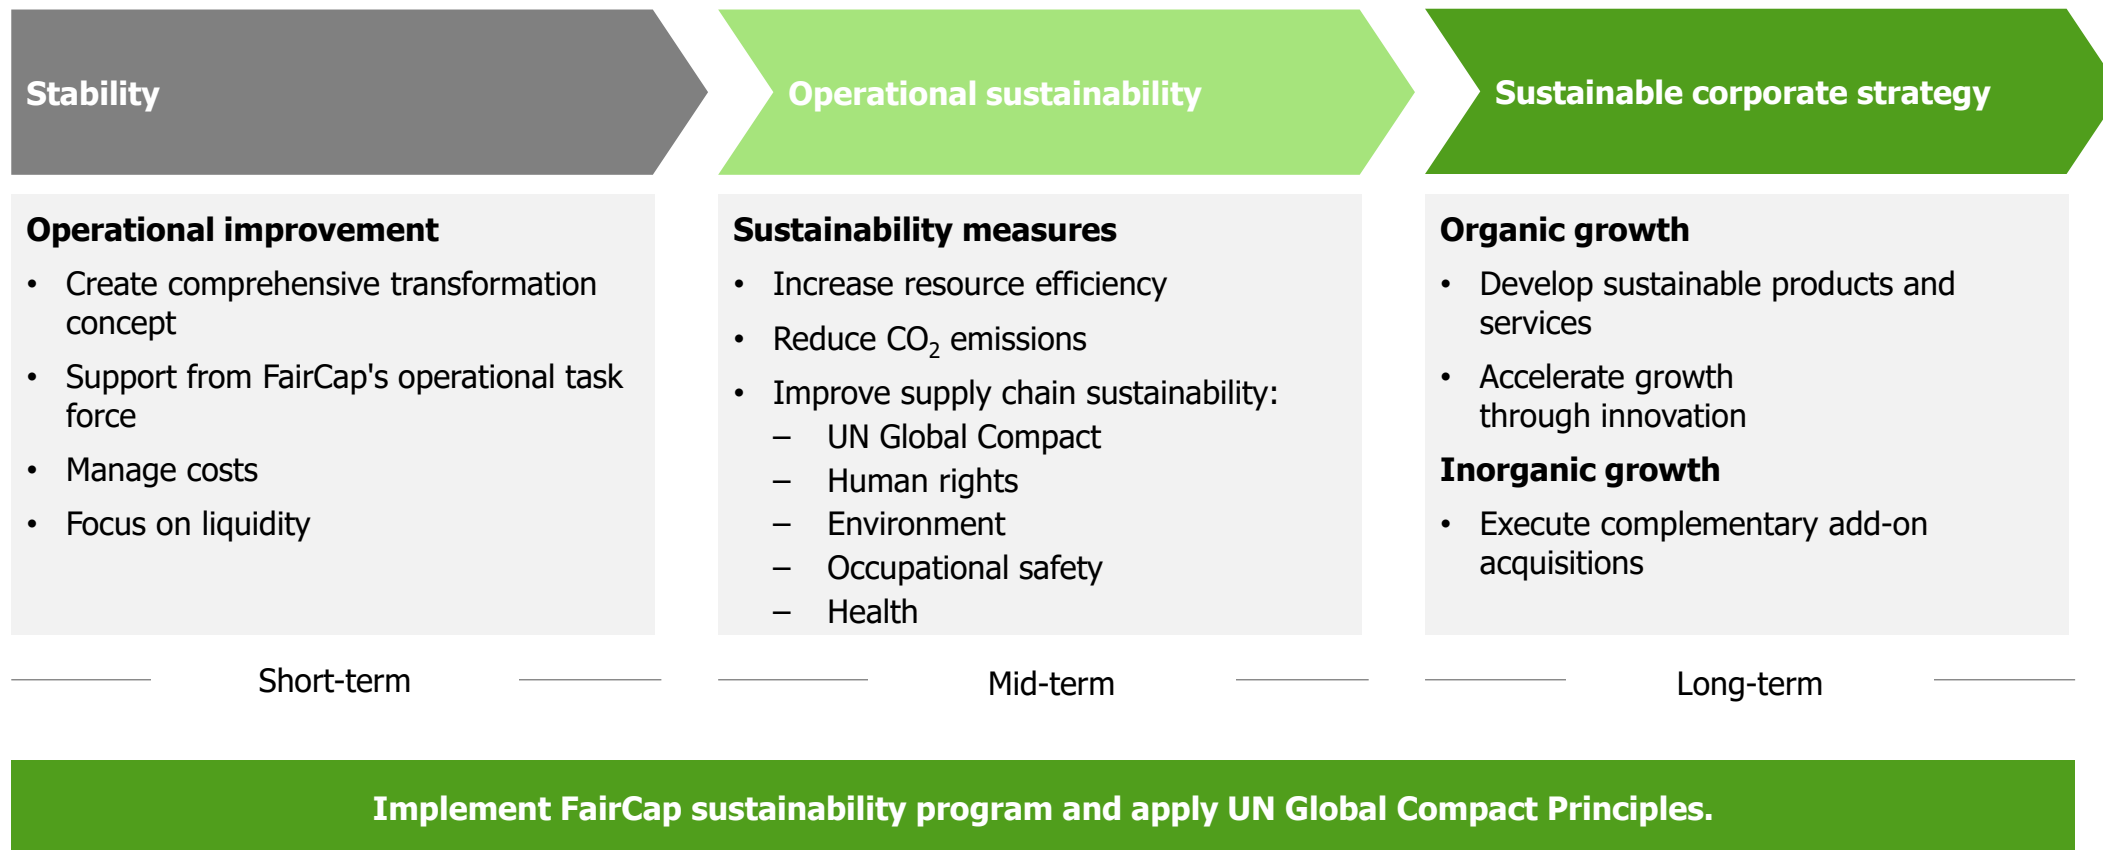 Stability
Operational sustainability
Sustainable corporate strategy
Operational improvement
• Create comprehensive transformation
concept
• Support from FairCap's operational task
force
• Manage costs
• Focus on liquidity
Short-term
Sustainability measures
• Increase resource efficiency
• Reduce CO₂ emissions
• Improve supply chain sustainability:
– UN Global Compact
– Human rights
– Environment
– Occupational safety
– Health
Mid-term
Organic growth
• Develop sustainable products and
services
• Accelerate growth
through innovation
Inorganic growth
• Execute complementary add-on
acquisitions
Long-term
Implement FairCap sustainability program and apply UN Global Compact Principles.